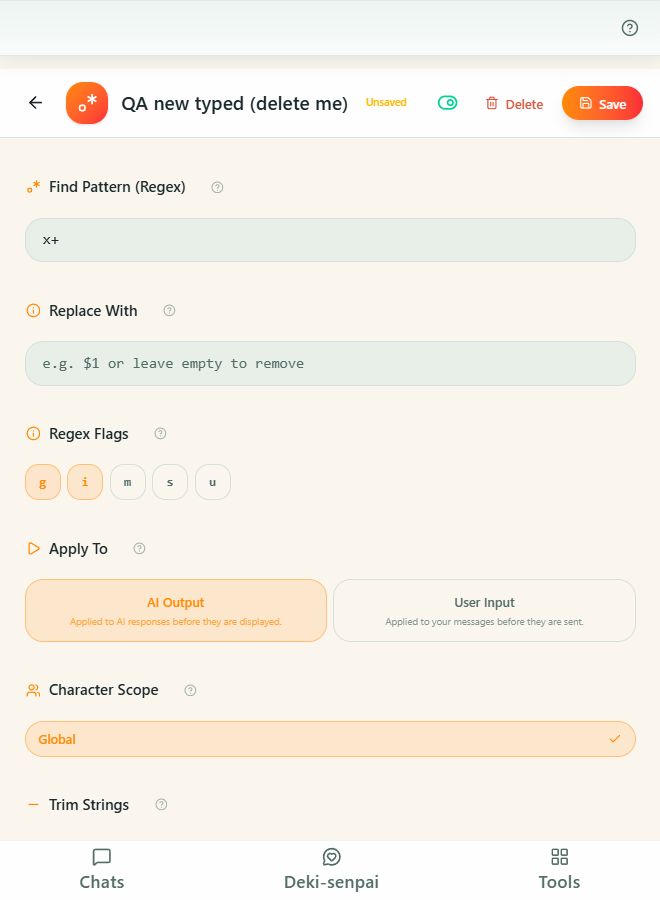 QA new typed (delete me)
Unsaved
Delete
Save
Find Pattern (Regex)
x+
Replace With
e.g. $1 or leave empty to remove
Regex Flags
g i m s u
Apply To
AI Output
Applied to AI responses before they are displayed.
User Input
Applied to your messages before they are sent.
Character Scope
Global
Trim Strings
Chats
Deki-senpai
Tools